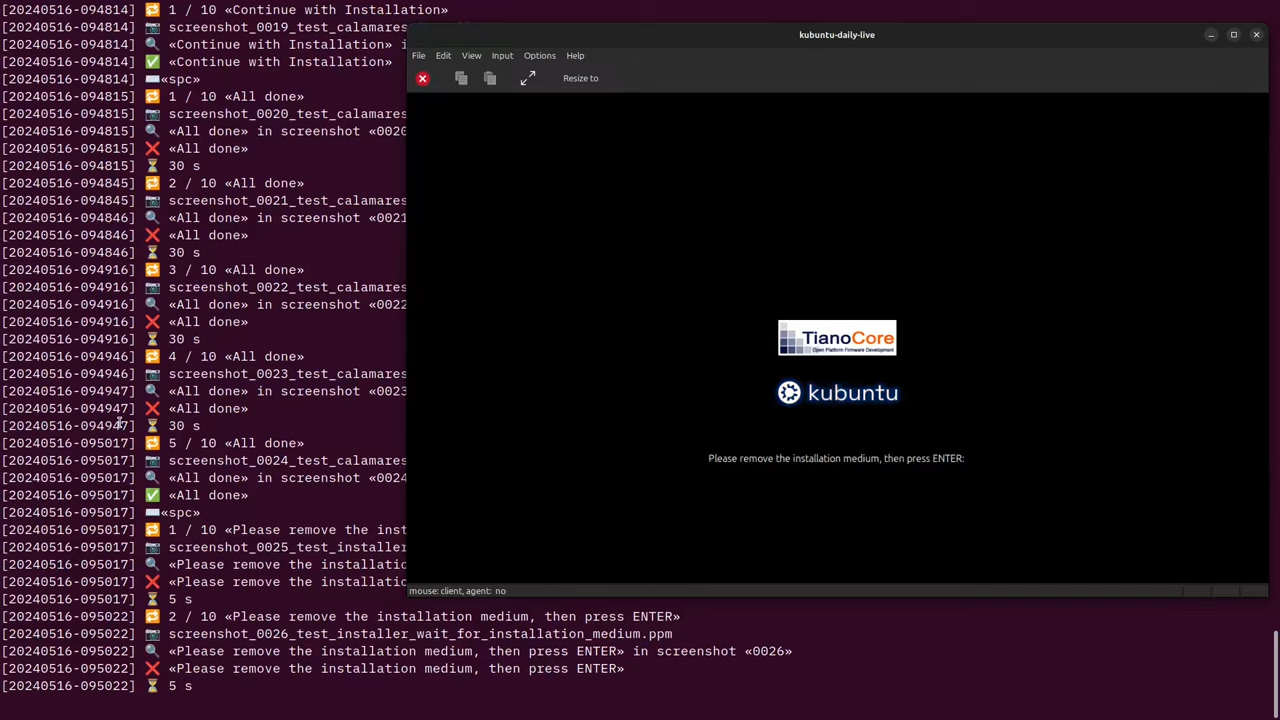 [20240516-094814] 🔁 1 / 10 «Continue with Installation»
[20240516-094814] 📷 screenshot_0019_test_calamares
[20240516-094814] 🔍 «Continue with Installation» i
[20240516-094814] ✅ «Continue with Installation»
[20240516-094814] ⌨️«spc»
[20240516-094815] 🔁 1 / 10 «All done»
[20240516-094815] 📷 screenshot_0020_test_calamares
[20240516-094815] 🔍 «All done» in screenshot «0020
[20240516-094815] ❌ «All done»
[20240516-094815] ⏳ 30 s
[20240516-094845] 🔁 2 / 10 «All done»
[20240516-094845] 📷 screenshot_0021_test_calamares
[20240516-094846] 🔍 «All done» in screenshot «0021
[20240516-094846] ❌ «All done»
[20240516-094846] ⏳ 30 s
[20240516-094916] 🔁 3 / 10 «All done»
[20240516-094916] 📷 screenshot_0022_test_calamares
[20240516-094916] 🔍 «All done» in screenshot «0022
[20240516-094916] ❌ «All done»
[20240516-094916] ⏳ 30 s
[20240516-094946] 🔁 4 / 10 «All done»
[20240516-094946] 📷 screenshot_0023_test_calamares
[20240516-094947] 🔍 «All done» in screenshot «0023
[20240516-094947] ❌ «All done»
[20240516-094947] ⏳ 30 s
[20240516-095017] 🔁 5 / 10 «All done»
[20240516-095017] 📷 screenshot_0024_test_calamares
[20240516-095017] 🔍 «All done» in screenshot «0024
[20240516-095017] ✅ «All done»
[20240516-095017] ⌨️«spc»
[20240516-095017] 🔁 1 / 10 «Please remove the inst
[20240516-095017] 📷 screenshot_0025_test_installer
[20240516-095017] 🔍 «Please remove the installatio
[20240516-095017] ❌ «Please remove the installatio
[20240516-095017] ⏳ 5 s
[20240516-095022] 🔁 2 / 10 «Please remove the installation medium, then press ENTER»
[20240516-095022] 📷 screenshot_0026_test_installer_wait_for_installation_medium.ppm
[20240516-095022] 🔍 «Please remove the installation medium, then press ENTER» in screenshot «0026»
[20240516-095022] ❌ «Please remove the installation medium, then press ENTER»
[20240516-095022] ⏳ 5 s
kubuntu-daily-live
File Edit View Input Options Help
Resize to
TianoCore
Open Platform Firmware Development
kubuntu
Please remove the installation medium, then press ENTER:
mouse: client, agent: no